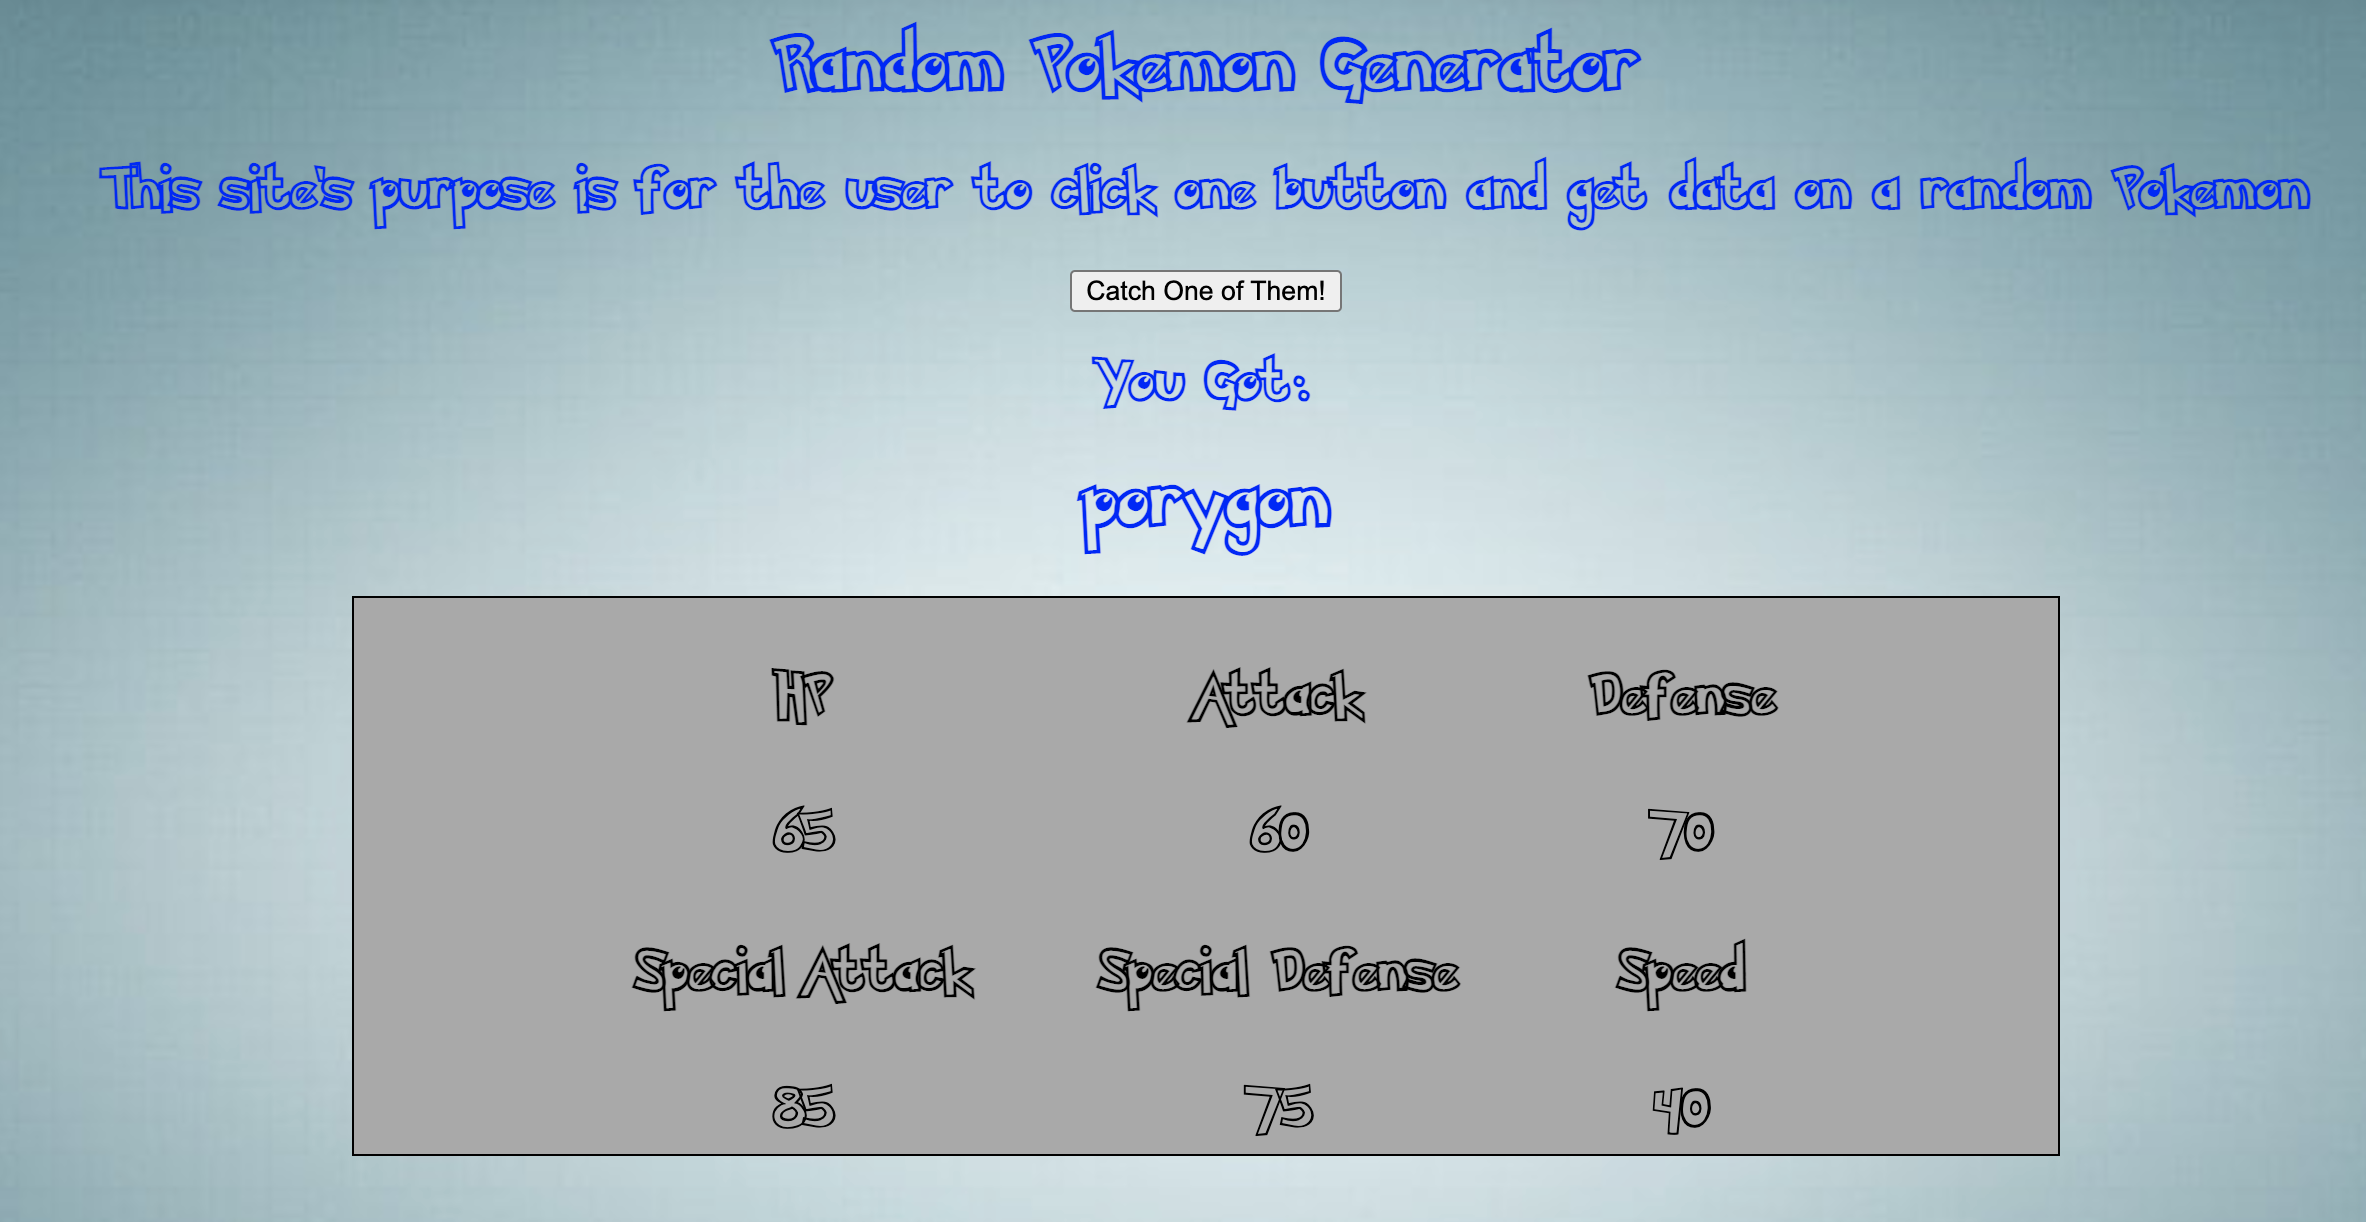 Random Pokemon Generator
This site's purpose is for the user to click one button and get data on a random Pokemon
Catch One of Them!
You Got:
porygon
HP Attack Defense
65 60 70
Special Attack Special Defense Speed
85 75 40